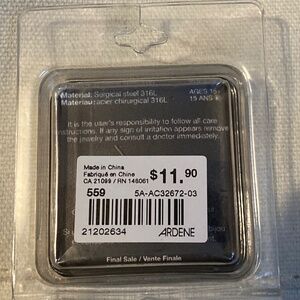 Material: Surgical steel 316L
AGES 15+
Matériau: acier chirurgical 316L
15 ANS +
It is the user's responsibility to follow all care
instructions. If any sign of irritation appears remove
the jewelry and consult a doctor immediately.
Made in China
Fabriqué en Chine
CA 21099 / RN 146061
$11.90
559
5A-AC32672-03
21202634
ARDENE
Final Sale / Vente Finale